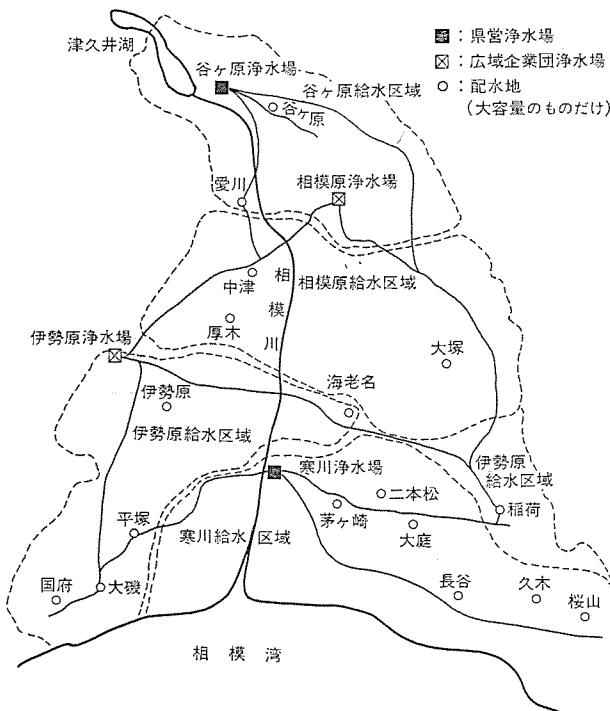 津久井湖
■：県営浄水場
⊠：広域企業団浄水場
○：配水地
（大容量のものだけ）
谷ヶ原浄水場
谷ヶ原給水区域
谷ヶ原
愛川
相模原浄水場
相模川
相模原給水区域
中津
厚木
伊勢原浄水場
大塚
海老名
伊勢原
伊勢原給水区域
伊勢原
給水区域
寒川浄水場
二本松
稲荷
茅ヶ崎
大庭
平塚
寒川給水区域
国府
大磯
長谷
久木
桜山
相模湾